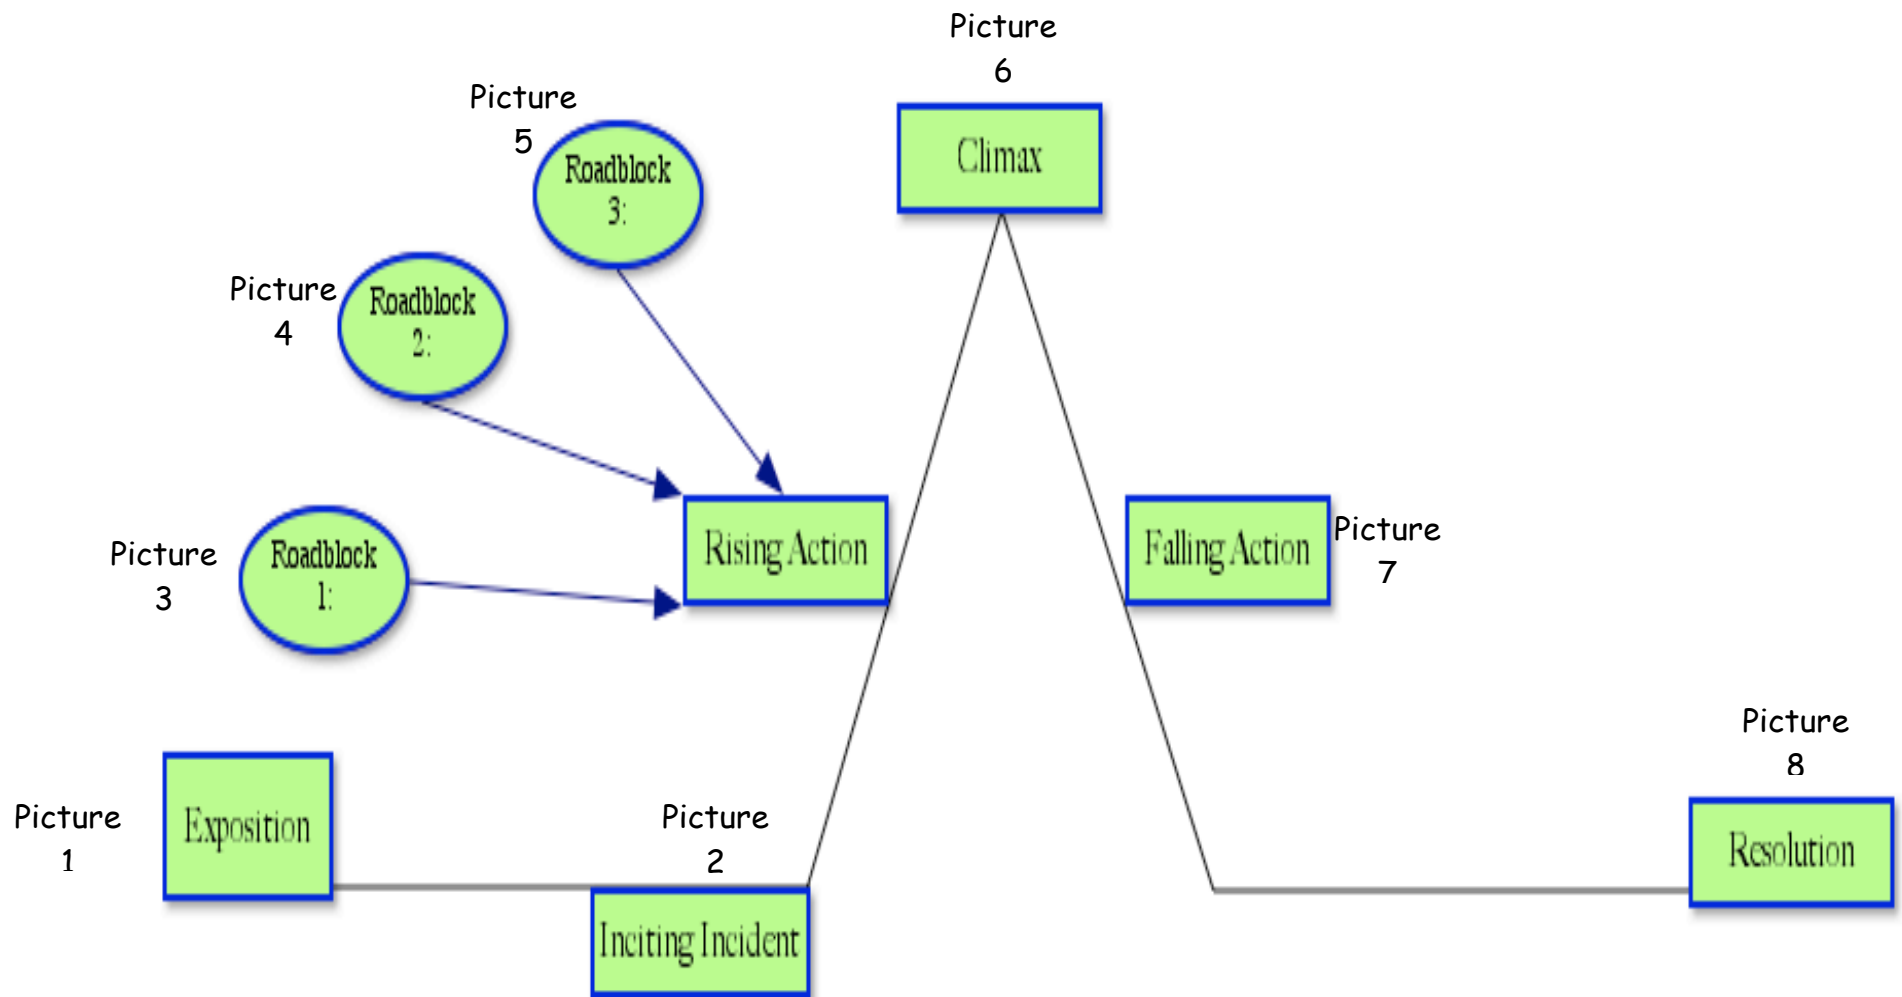 Picture
6
Climax
Picture
5
Roadblock
3:
Picture
4
Roadblock
2:
Picture
3
Roadblock
1:
Rising Action
Falling Action
Picture
7
Picture
1
Exposition
Picture
2
Inciting Incident
Picture
8
Resolution